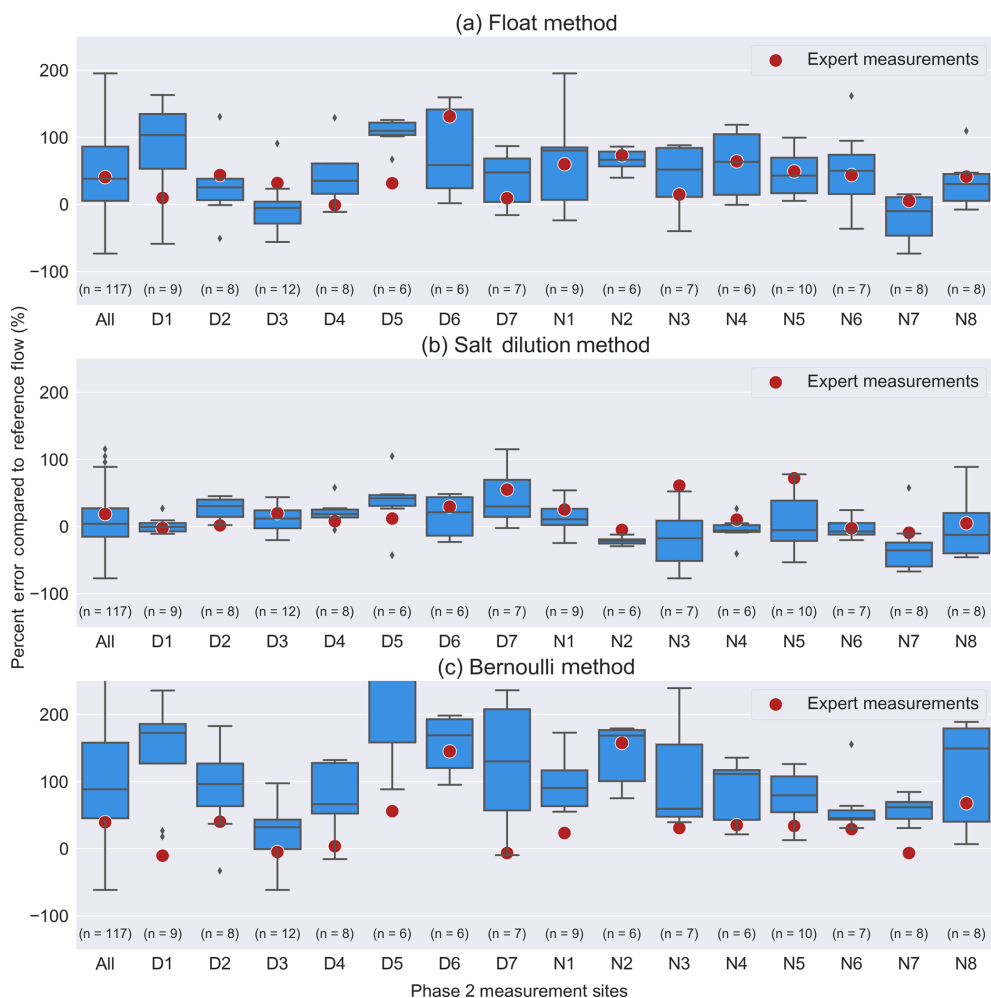 (a) Float method
Expert measurements
200
100
0
−100
(n = 117) (n = 9) (n = 8) (n = 12) (n = 8) (n = 6) (n = 6) (n = 7) (n = 9) (n = 6) (n = 7) (n = 6) (n = 10) (n = 7) (n = 8) (n = 8)
All D1 D2 D3 D4 D5 D6 D7 N1 N2 N3 N4 N5 N6 N7 N8
(b) Salt dilution method
Expert measurements
200
100
0
−100
(n = 117) (n = 9) (n = 8) (n = 12) (n = 8) (n = 6) (n = 6) (n = 7) (n = 9) (n = 6) (n = 7) (n = 6) (n = 10) (n = 7) (n = 8) (n = 8)
All D1 D2 D3 D4 D5 D6 D7 N1 N2 N3 N4 N5 N6 N7 N8
Percent error compared to reference flow (%)
(c) Bernoulli method
Expert measurements
200
100
0
−100
(n = 117) (n = 9) (n = 8) (n = 12) (n = 8) (n = 6) (n = 6) (n = 7) (n = 9) (n = 6) (n = 7) (n = 6) (n = 10) (n = 7) (n = 8) (n = 8)
All D1 D2 D3 D4 D5 D6 D7 N1 N2 N3 N4 N5 N6 N7 N8
Phase 2 measurement sites